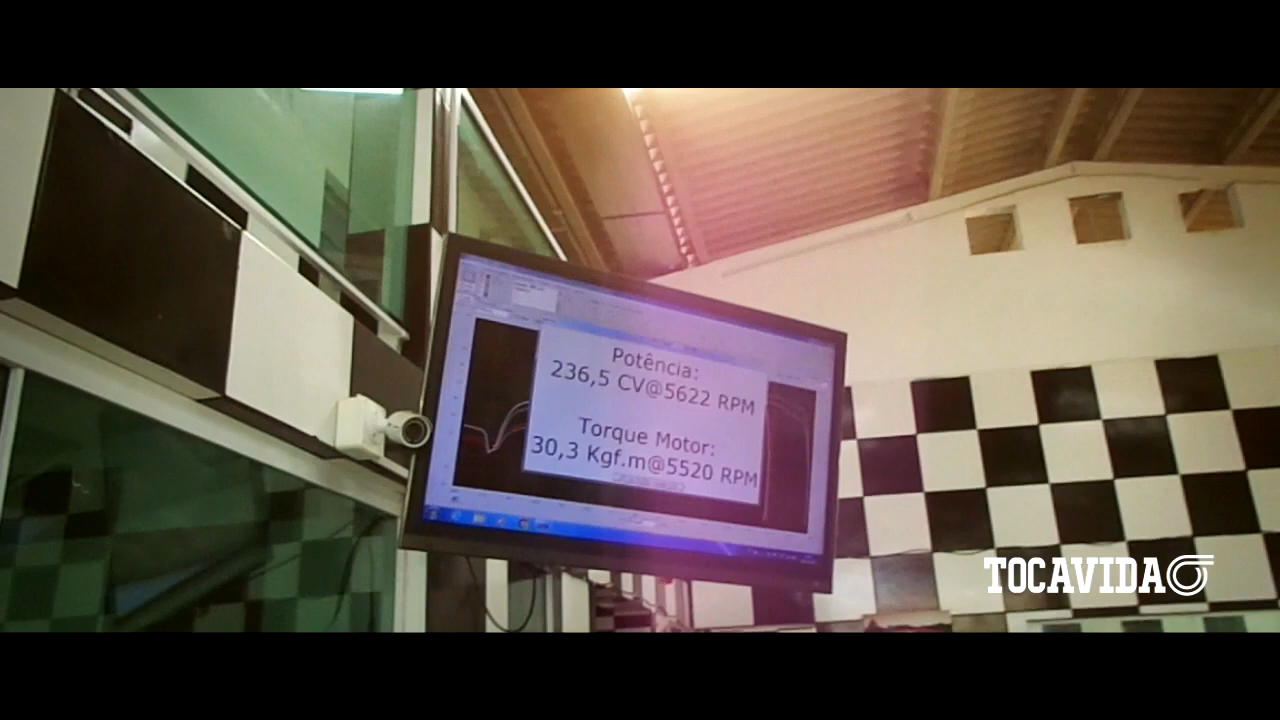 Potência:
236,5 CV@5622 RPM
Torque Motor:
30,3 Kgf.m@5520 RPM
TOCAVIDA